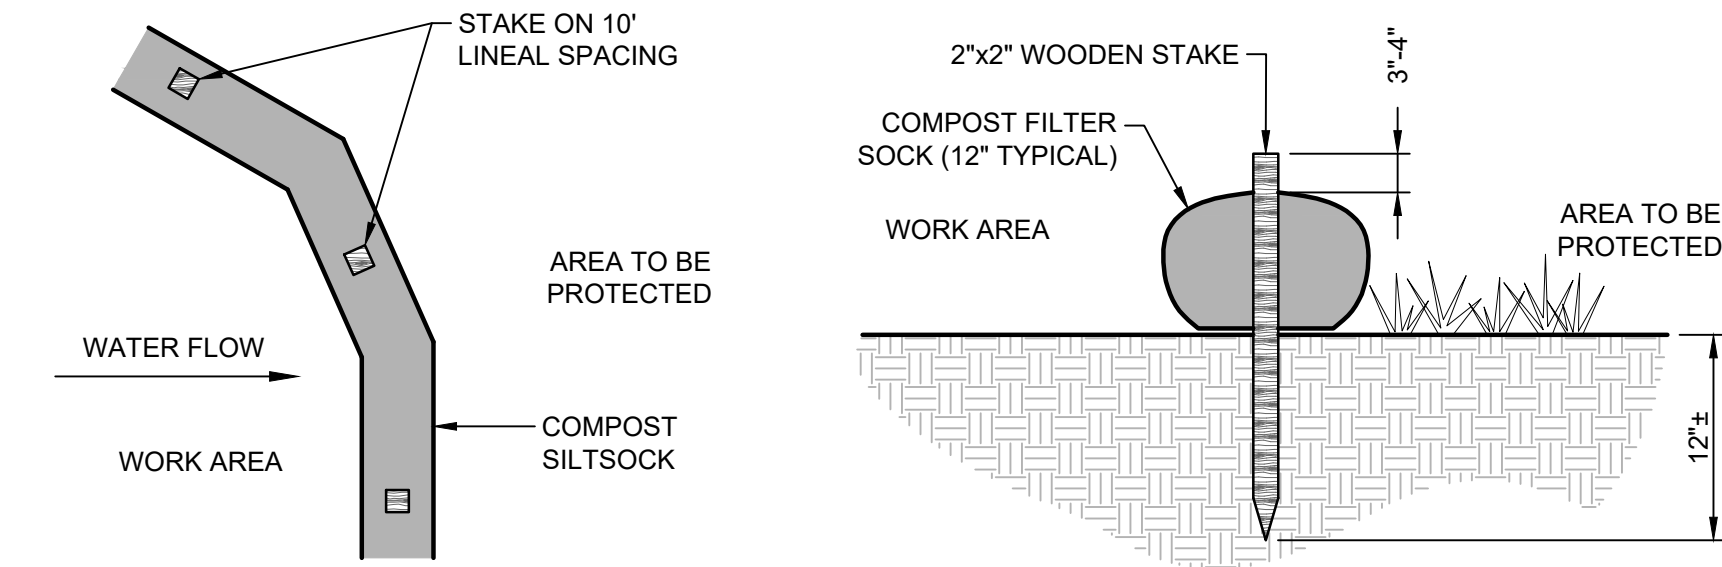 STAKE ON 10'
LINEAL SPACING
AREA TO BE
PROTECTED
WATER FLOW
WORK AREA
COMPOST
SILTSOCK
2"x2" WOODEN STAKE
3"-4"
COMPOST FILTER
SOCK (12" TYPICAL)
WORK AREA
AREA TO BE
PROTECTED
12"±